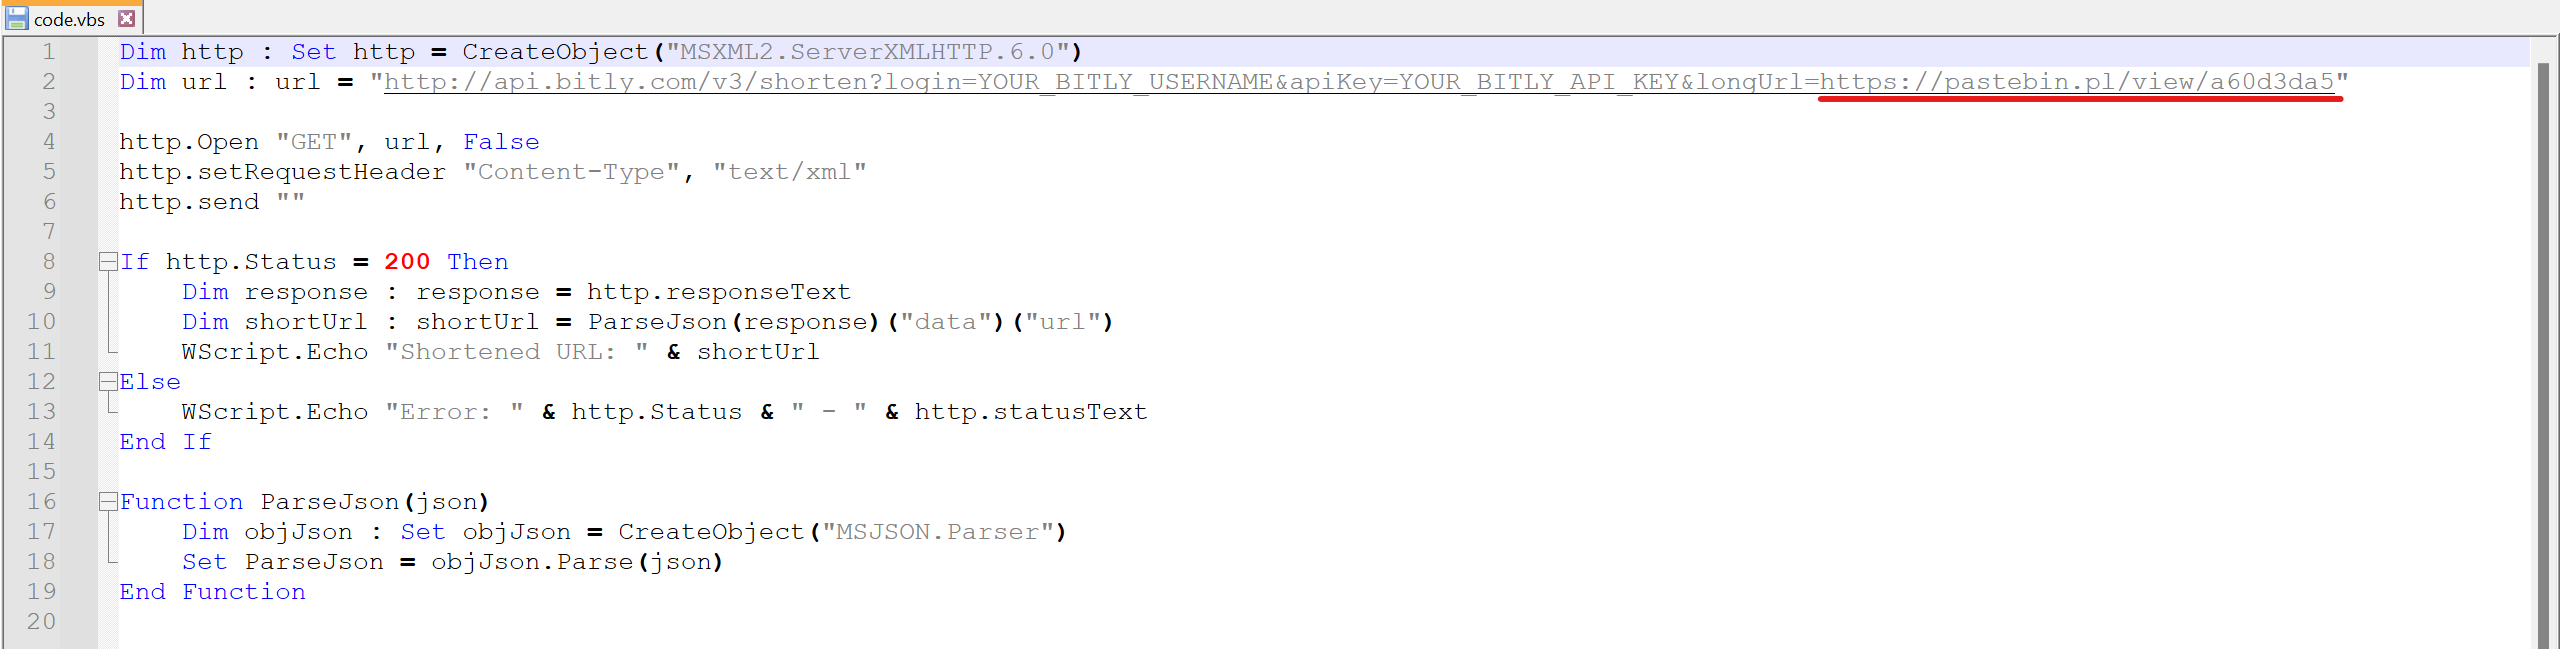 code.vbs
1 Dim http : Set http = CreateObject("MSXML2.ServerXMLHTTP.6.0")
2 Dim url : url = "http://api.bitly.com/v3/shorten?login=YOUR_BITLY_USERNAME&apiKey=YOUR_BITLY_API_KEY&longUrl=https://pastebin.pl/view/a60d3da5"
3
4 http.Open "GET", url, False
5 http.setRequestHeader "Content-Type", "text/xml"
6 http.send ""
7
8 If http.Status = 200 Then
9     Dim response : response = http.responseText
10     Dim shortUrl : shortUrl = ParseJson(response)("data")("url")
11     WScript.Echo "Shortened URL: " & shortUrl
12 Else
13     WScript.Echo "Error: " & http.Status & " - " & http.statusText
14 End If
15
16 Function ParseJson(json)
17     Dim objJson : Set objJson = CreateObject("MSJSON.Parser")
18     Set ParseJson = objJson.Parse(json)
19 End Function
20